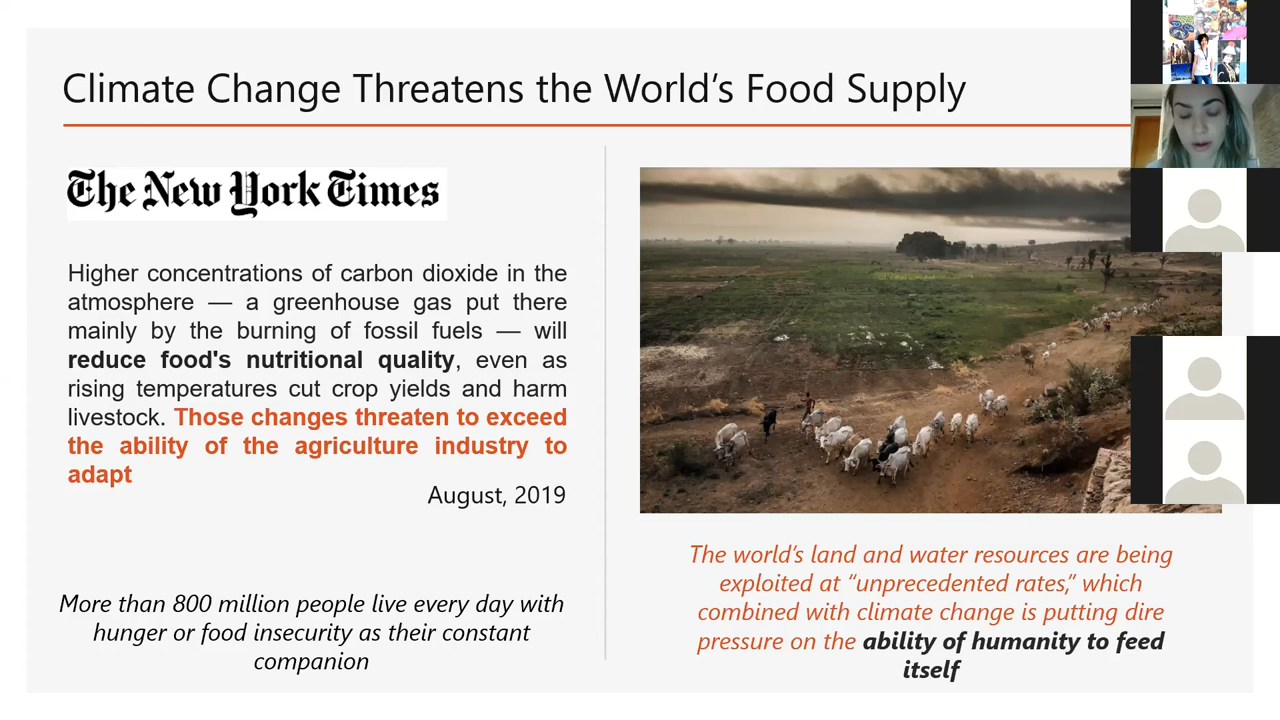 Climate Change Threatens the World's Food Supply
The New York Times
Higher concentrations of carbon dioxide in the
atmosphere — a greenhouse gas put there
mainly by the burning of fossil fuels — will
reduce food's nutritional quality, even as
rising temperatures cut crop yields and harm
livestock. Those changes threaten to exceed
the ability of the agriculture industry to
adapt
August, 2019
More than 800 million people live every day with
hunger or food insecurity as their constant
companion
The world's land and water resources are being
exploited at “unprecedented rates,” which
combined with climate change is putting dire
pressure on the ability of humanity to feed
itself